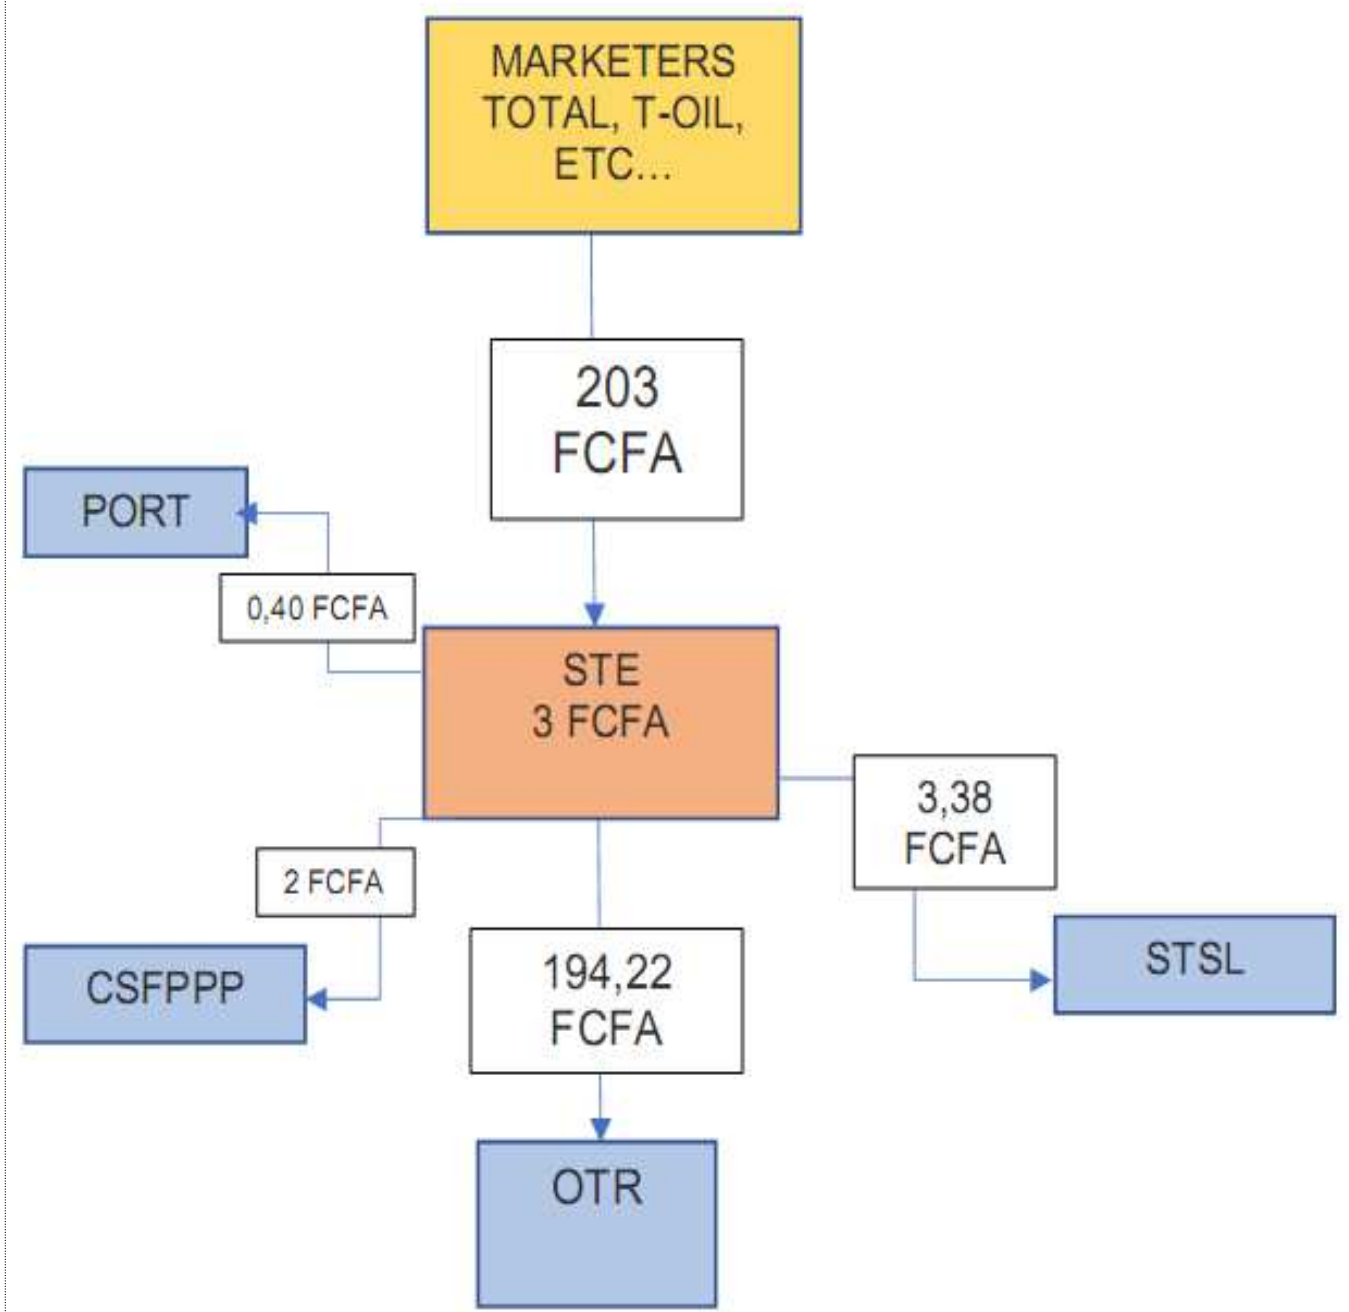 MARKETERS
TOTAL, T-OIL,
ETC...
203
FCFA
PORT
0,40 FCFA
STE
3 FCFA
3,38
FCFA
2 FCFA
194,22
FCFA
STSL
CSFPPP
OTR